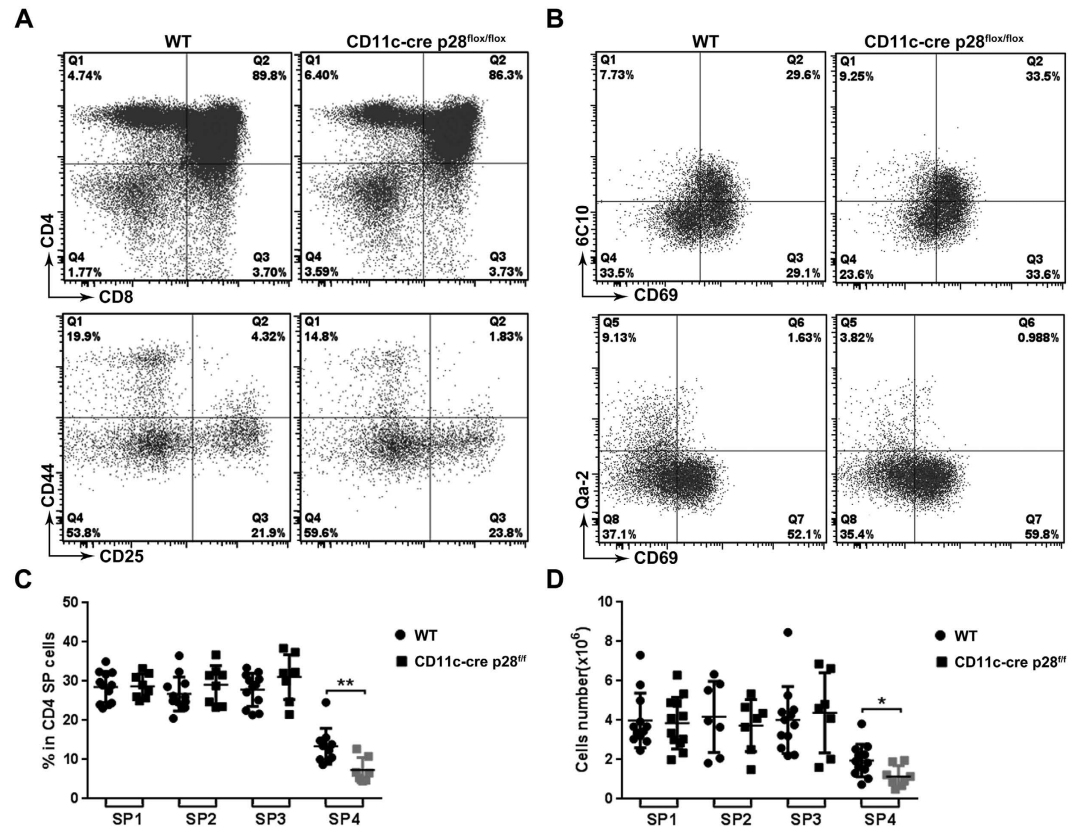 A
WT
CD11c-cre p28flox/flox
Q1
4.74%
Q2
89.8%
Q4
1.77%
Q3
3.70%
Q1
6.40%
Q2
86.3%
Q4
3.59%
Q3
3.73%
CD4
CD8
Q1
19.9%
Q2
4.32%
Q4
53.8%
Q3
21.9%
Q1
14.8%
Q2
1.83%
Q4
59.6%
Q3
23.8%
CD44
CD25
B
WT
CD11c-cre p28flox/flox
Q1
7.73%
Q2
29.6%
Q4
33.5%
Q3
29.1%
Q1
9.25%
Q2
33.5%
Q4
23.6%
Q3
33.6%
6C10
CD69
Q5
9.13%
Q6
1.63%
Q8
37.1%
Q7
52.1%
Q5
3.82%
Q6
0.988%
Q8
35.4%
Q7
59.8%
Qa-2
CD69
C
% in CD4 SP cells
50
40
30
20
10
0
**
SP1 SP2 SP3 SP4
WT
CD11c-cre p28f/f
D
Cells number(x10⁶)
10
8
6
4
2
0
*
SP1 SP2 SP3 SP4
WT
CD11c-cre p28f/f